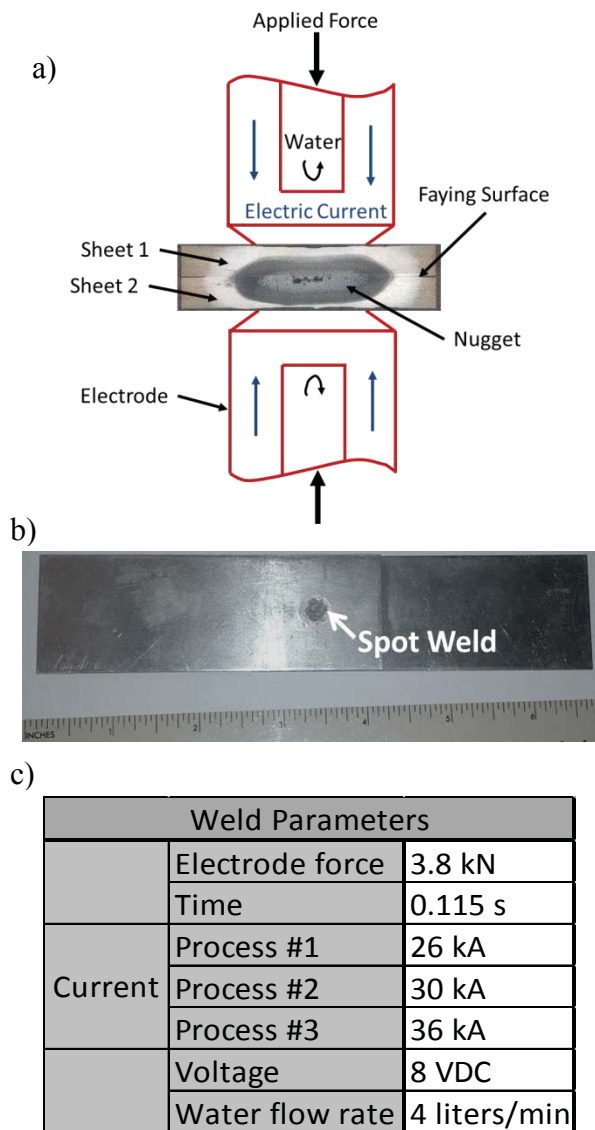 a)
Applied Force
Water
Electric Current
Faying Surface
Sheet 1
Sheet 2
Nugget
Electrode
b)
Spot Weld
INCHES 1 2 3 4 5 6
c)
Weld Parameters
Electrode force 3.8 kN
Time 0.115 s
Current
Process #1 26 kA
Process #2 30 kA
Process #3 36 kA
Voltage 8 VDC
Water flow rate 4 liters/min